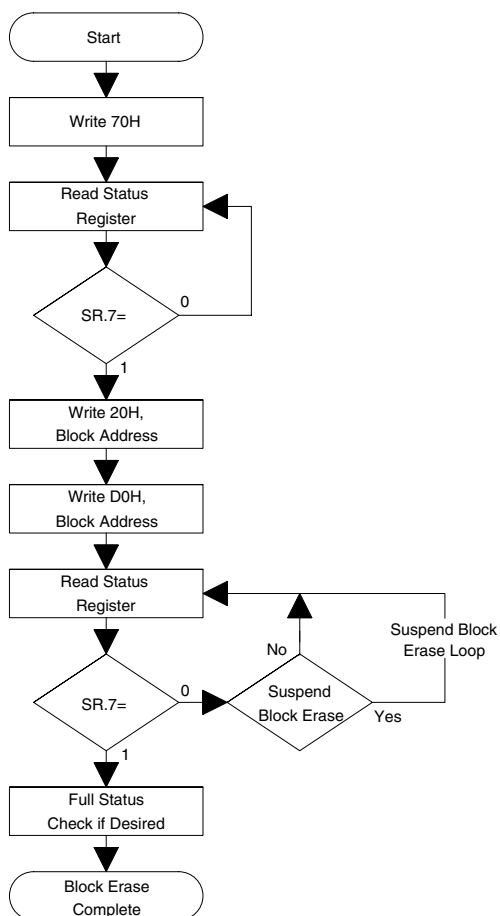 Start
Write 70H
Read Status
Register
SR.7=
0
1
Write 20H,
Block Address
Write D0H,
Block Address
Read Status
Register
Suspend Block
Erase Loop
No
SR.7=
0
Suspend
Block Erase
Yes
1
Full Status
Check if Desired
Block Erase
Complete